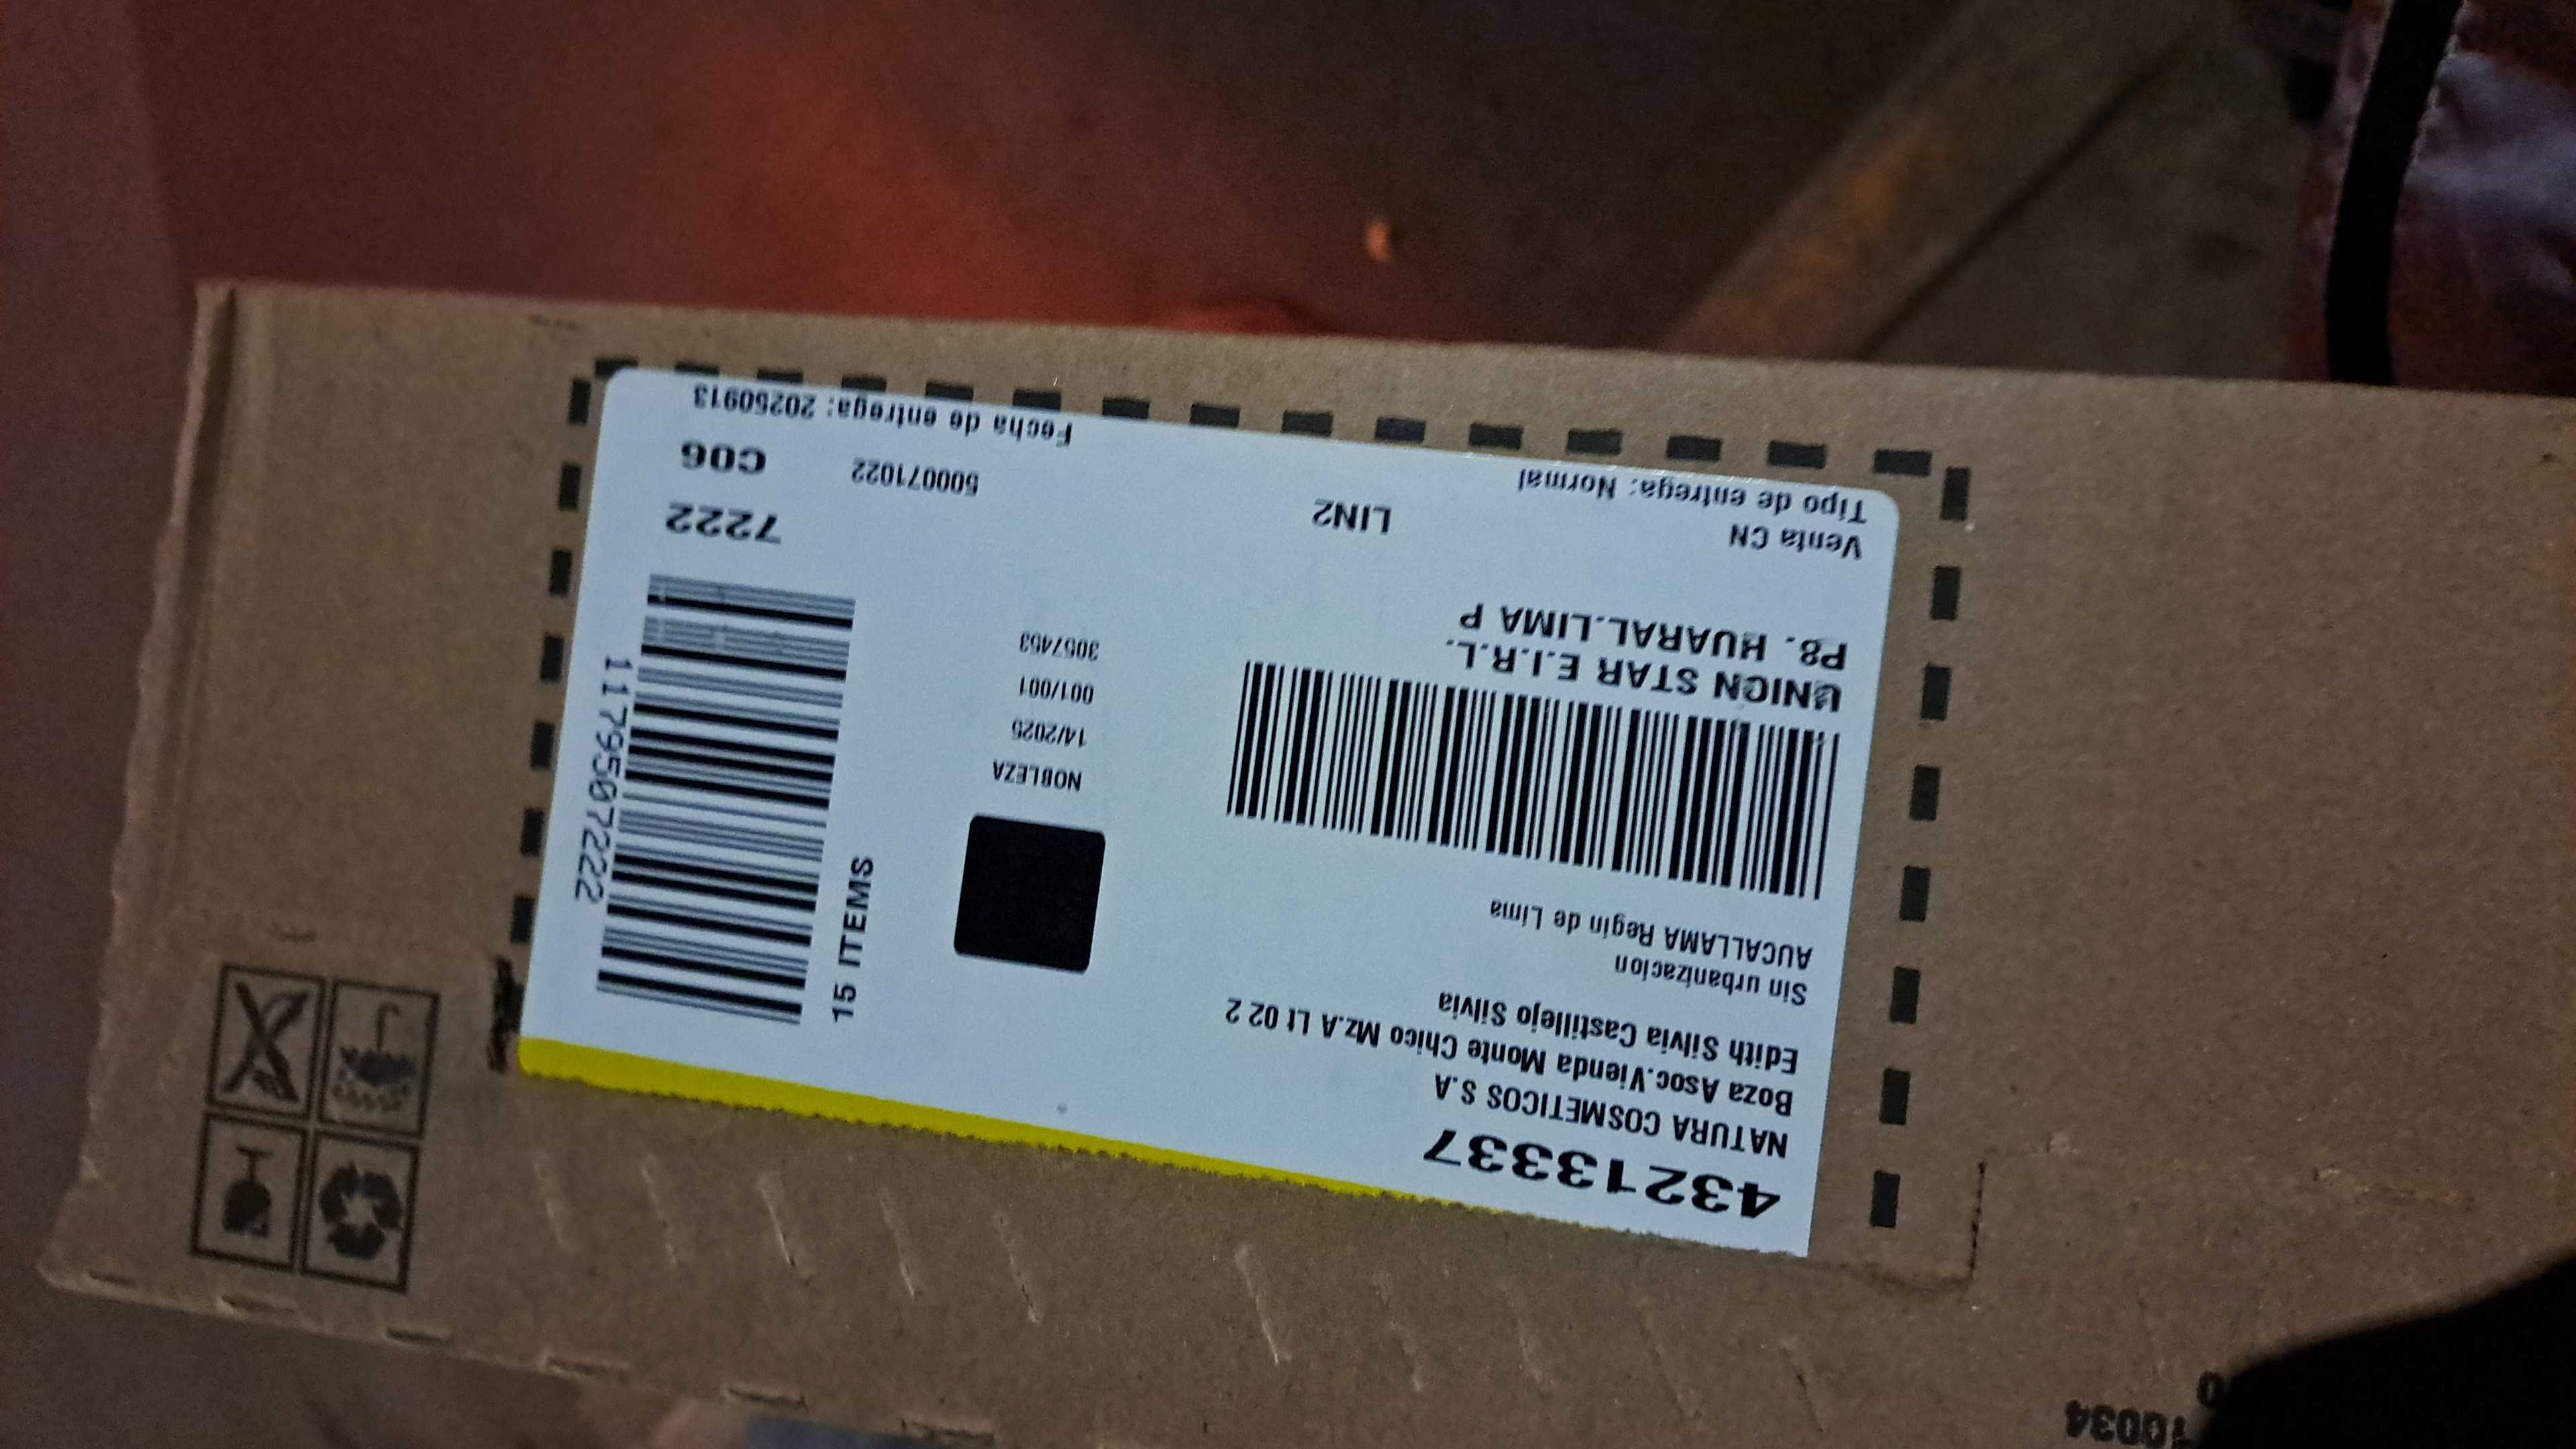 43213337
NATURA COSMETICOS S.A
Boza Asoc.Vienda Monte Chico Mz.A Lt 02 2
Edith Silvia Castillejo Silvia
Sin urbanizacion
AUCALLAMA Regin de Lima
UNION STAR E.I.R.L.
P8. HUARAL.LIMA P
Venta CN
Tipo de entrega: Normal
LIN2
NOBLEZA
14/2025
001/001
3057453
15 ITEMS
1179507222
7222
500071022
C06
Fecha de entrega: 20250913